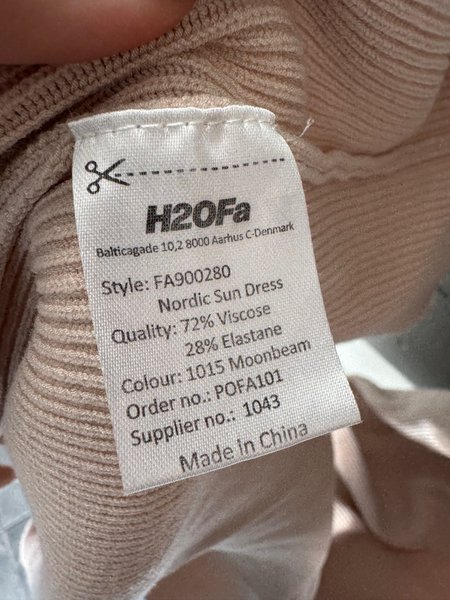 H2OFa
Balticagade 10,2 8000 Aarhus C-Denmark
Style: FA900280
Nordic Sun Dress
Quality: 72% Viscose
28% Elastane
Colour: 1015 Moonbeam
Order no.: POFA101
Supplier no.: 1043
Made in China